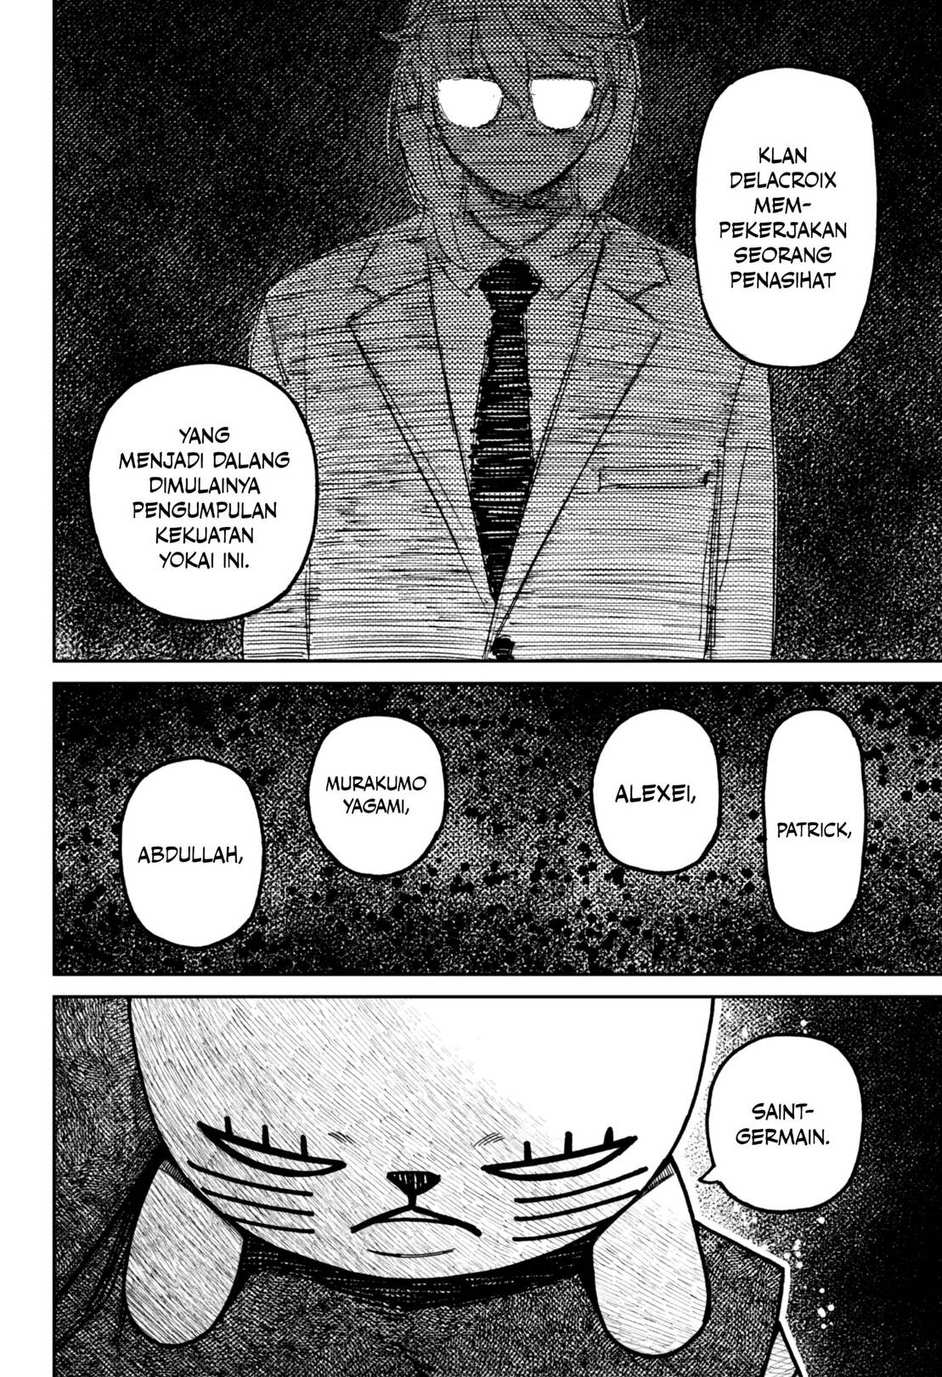 KLAN
DELACROIX
MEM-
PEKERJAKAN
SEORANG
PENASIHAT
YANG
MENJADI DALANG
DIMULAINYA
PENGUMPULAN
KEKUATAN
YOKAI INI.
PATRICK,
ALEXEI,
MURAKUMO
YAGAMI,
ABDULLAH,
SAINT-
GERMAIN.